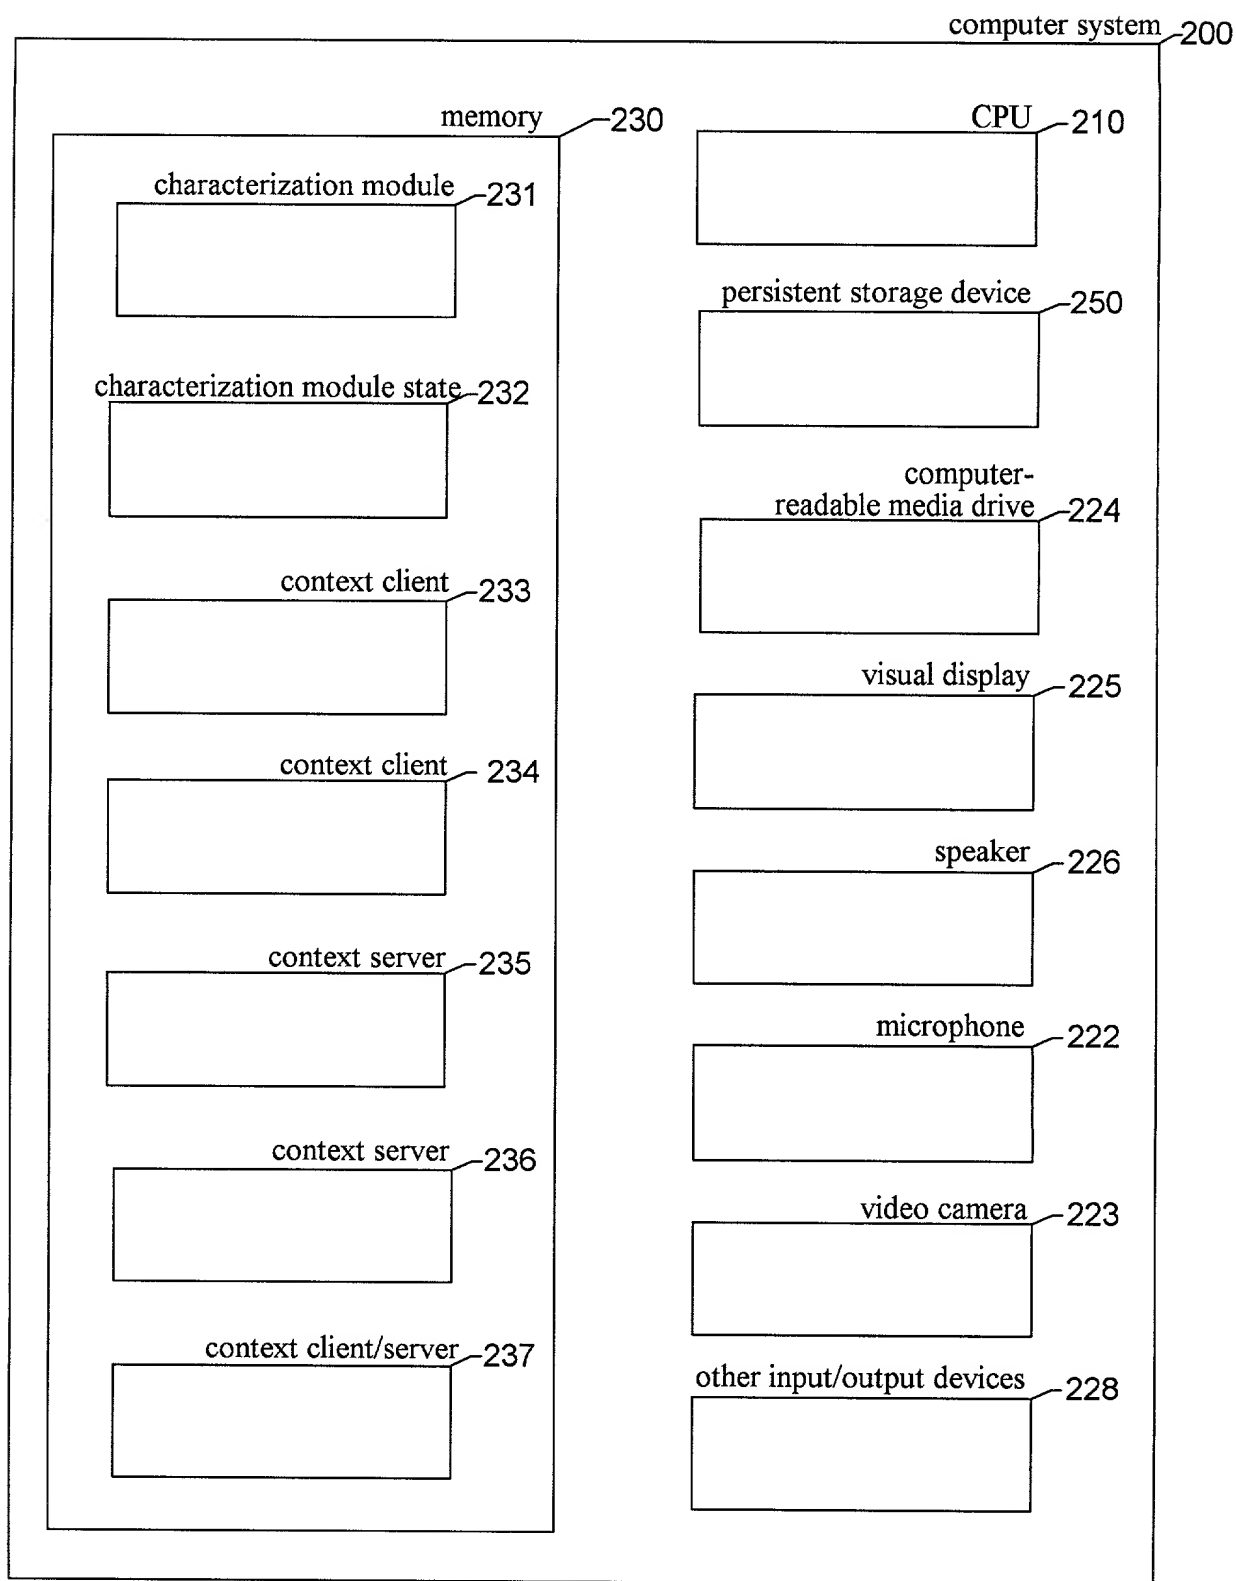 computer system 200
memory 230
characterization module 231
characterization module state 232
context client 233
context client 234
context server 235
context server 236
context client/server 237
CPU 210
persistent storage device 250
computer-
readable media drive 224
visual display 225
speaker 226
microphone 222
video camera 223
other input/output devices 228